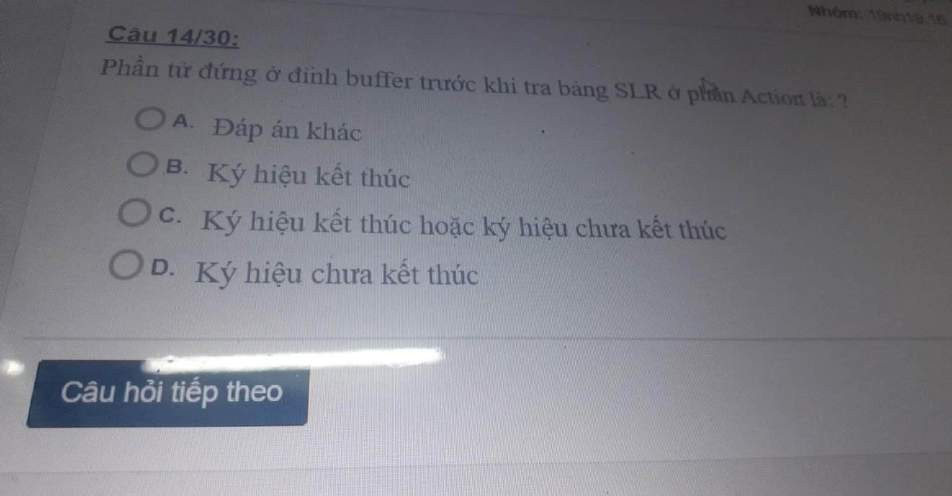 Nhóm:
Câu 14/30:
Phần tử đứng ở đỉnh buffer trước khi tra bảng SLR ở phần Action là: ?
A. Đáp án khác
B. Ký hiệu kết thúc
C. Ký hiệu kết thúc hoặc ký hiệu chưa kết thúc
D. Ký hiệu chưa kết thúc
Câu hỏi tiếp theo